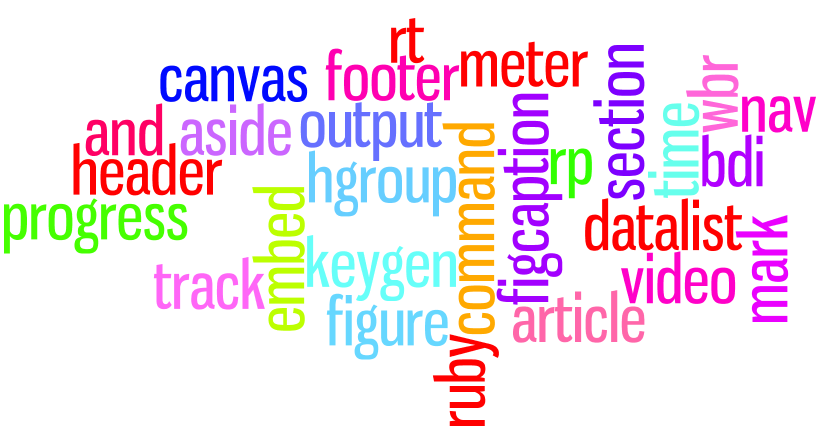 rt
canvas
footer
meter
section
wbr
nav
and
aside
output
command
figcaption
time
header
hgroup
rp
bdi
progress
embed
datalist
mark
track
keygen
video
figure
article
ruby